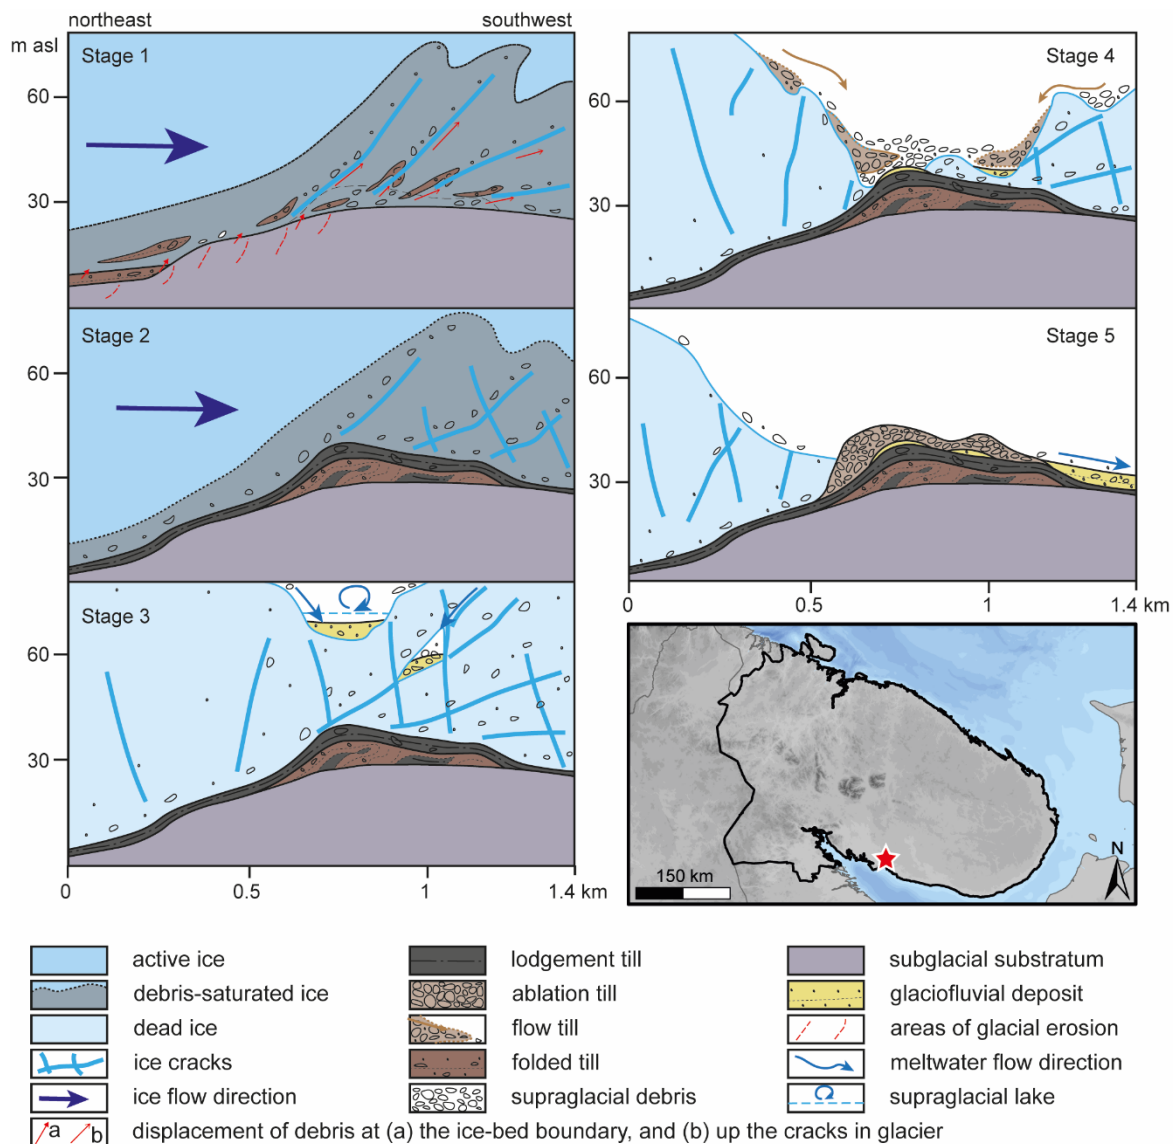 northeast southwest
m asl
Stage 1
60
30
Stage 2
60
30
Stage 3
60
30
0 0.5 1 1.4 km
Stage 4
60
30
Stage 5
60
30
0 0.5 1 1.4 km
N
150 km
active ice
debris-saturated ice
dead ice
ice cracks
ice flow direction
lodgement till
ablation till
flow till
folded till
supraglacial debris
subglacial substratum
glaciofluvial deposit
areas of glacial erosion
meltwater flow direction
supraglacial lake
a b displacement of debris at (a) the ice-bed boundary, and (b) up the cracks in glacier